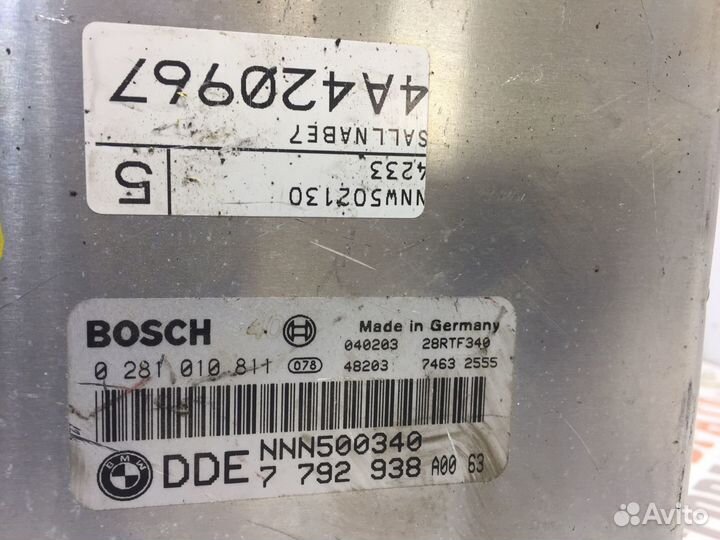 4A420967
SALLNABE7
4233
NNW502130
5
BOSCH
Made in Germany
040203 28RTF340
0 281 010 811 078 48203 7463 2555
NNN500340
BMW DDE 7 792 938 A00 63
Avito